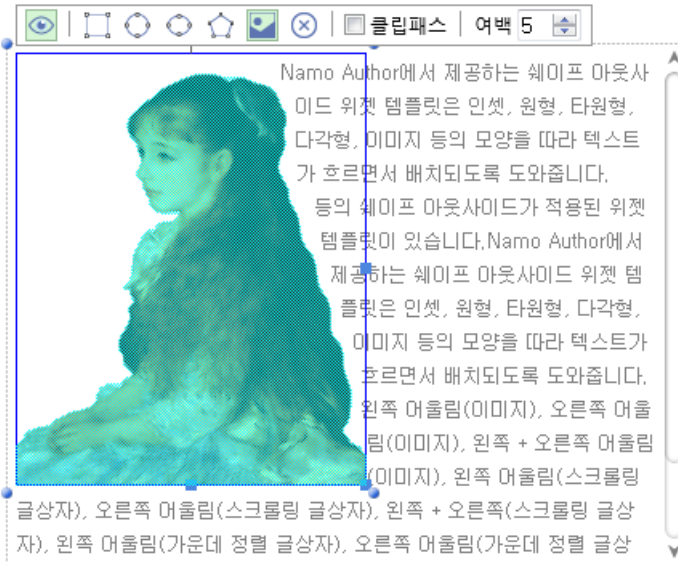 클립패스 여백 5
Namo Author에서 제공하는 쉐이프 아웃사
이드 위젯 템플릿은 인셋, 원형, 타원형,
다각형, 이미지 등의 모양을 따라 텍스트
가 흐르면서 배치되도록 도와줍니다.
등의 쉐이프 아웃사이드가 적용된 위젯
템플릿이 있습니다.Namo Author에서
제공하는 쉐이프 아웃사이드 위젯 템
플릿은 인셋, 원형, 타원형, 다각형,
이미지 등의 모양을 따라 텍스트가
흐르면서 배치되도록 도와줍니다.
왼쪽 어울림(이미지), 오른쪽 어울
림(이미지), 왼쪽 + 오른쪽 어울림
(이미지), 왼쪽 어울림(스크롤링
글상자), 오른쪽 어울림(스크롤링 글상자), 왼쪽 + 오른쪽(스크롤링 글상
자), 왼쪽 어울림(가운데 정렬 글상자), 오른쪽 어울림(가운데 정렬 글상